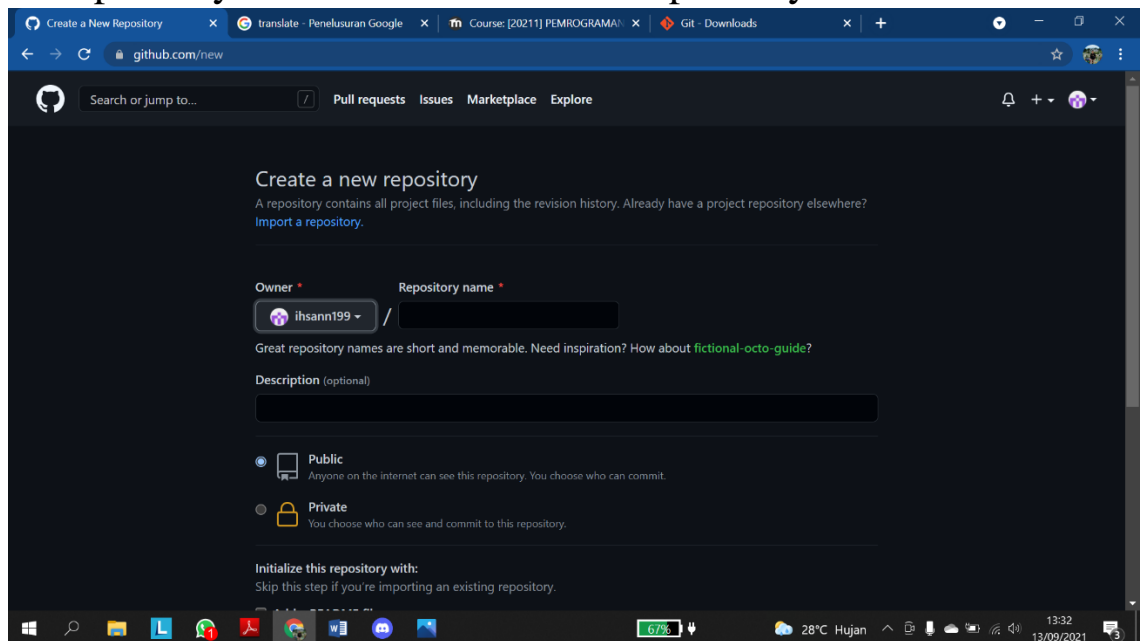 Create a New Repository
translate - Penelusuran Google
Course: [20211] PEMROGRAMAN
Git - Downloads
github.com/new
Search or jump to...
/
Pull requests Issues Marketplace Explore
Create a new repository
A repository contains all project files, including the revision history. Already have a project repository elsewhere?
Import a repository.
Owner * Repository name *
ihsann199 /
Great repository names are short and memorable. Need inspiration? How about fictional-octo-guide?
Description (optional)
Public
Anyone on the internet can see this repository. You choose who can commit.
Private
You choose who can see and commit to this repository.
Initialize this repository with:
Skip this step if you're importing an existing repository.
67%
28°C Hujan
13:32
13/09/2021
3